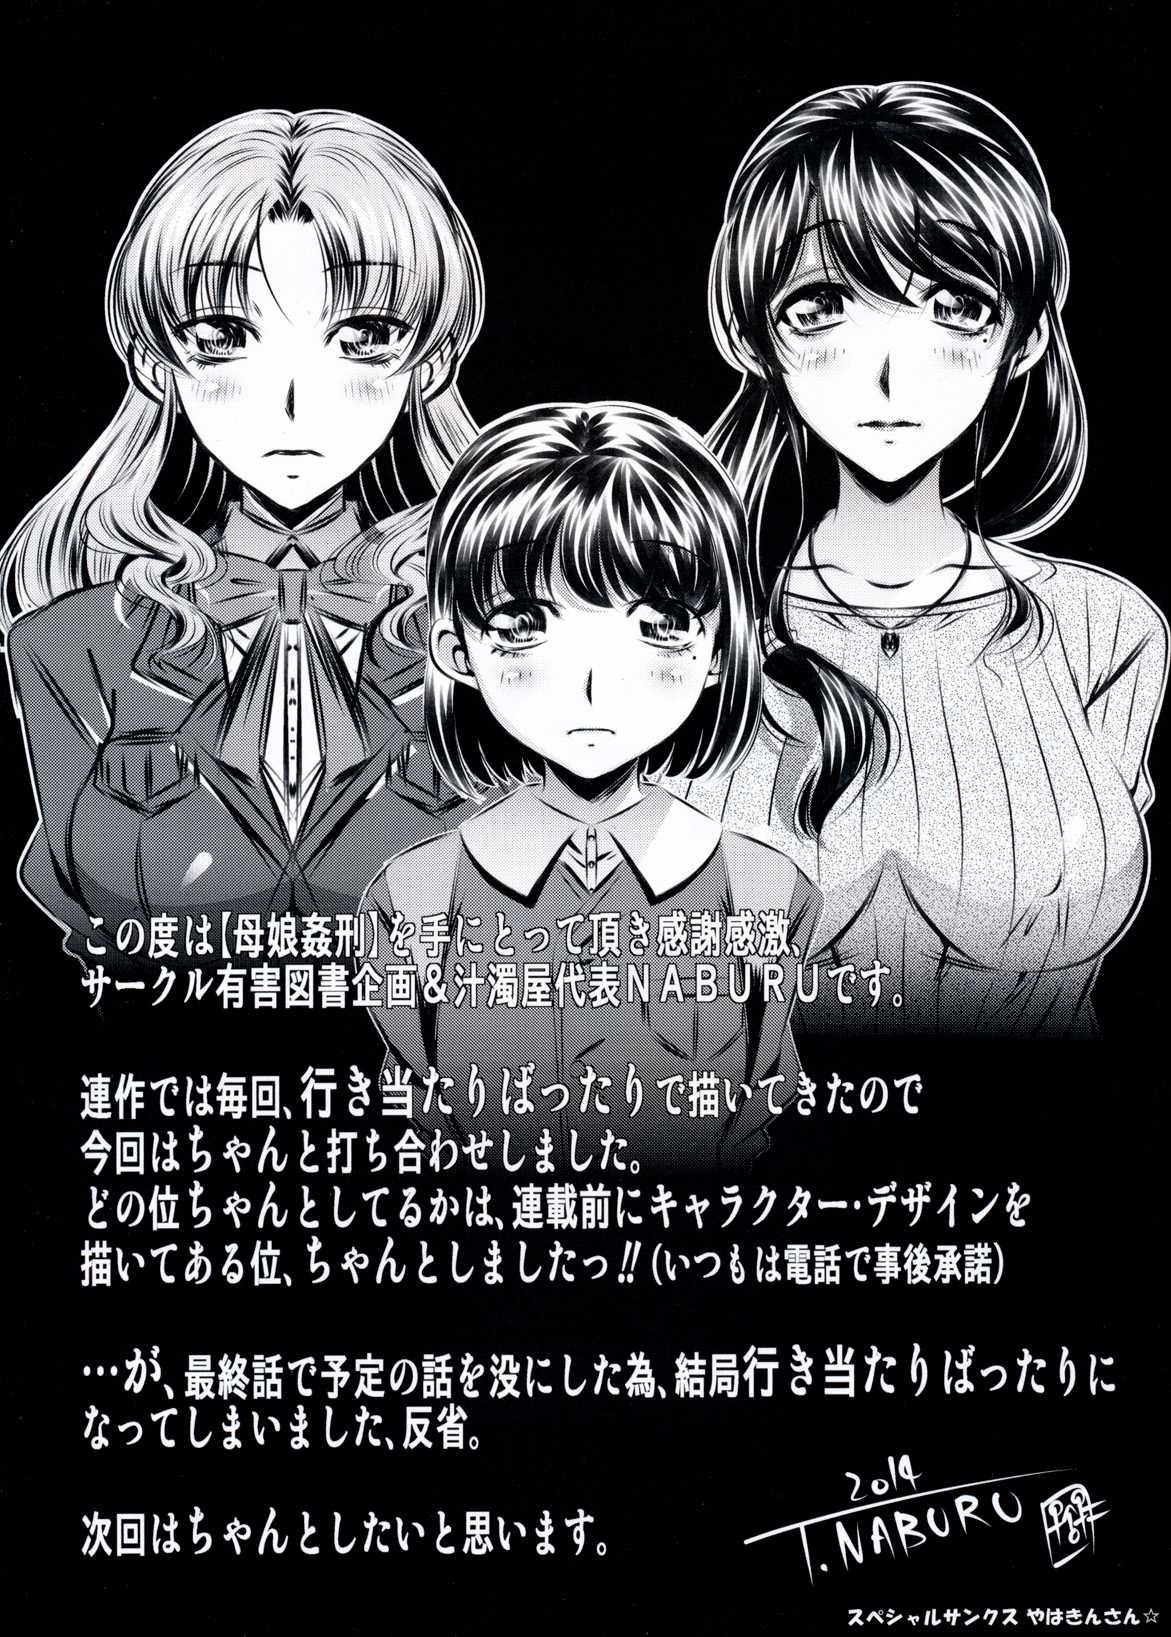 この度は【母娘姦刑】を手にとって頂き感謝感激、
サークル有害図書企画＆汁濁屋代表ＮＡＢＵＲＵです。
連作では毎回、行き当たりばったりで描いてきたので
今回はちゃんと打ち合わせしました。
どの位ちゃんとしてるかは、連載前にキャラクター・デザインを
描いてある位、ちゃんとしましたっ!!（いつもは電話で事後承諾）
…が、最終話で予定の話を没にした為、結局行き当たりばったりに
なってしまいました、反省。
次回はちゃんとしたいと思います。
2014
T.NABURU
スペシャルサンクス やはきんさん☆